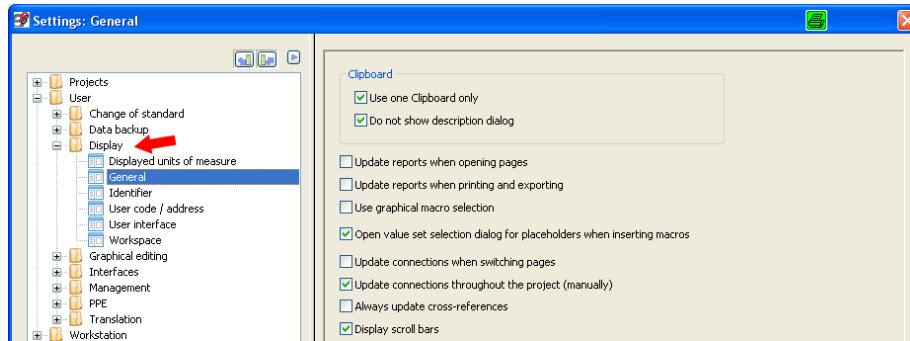 Settings: General
Projects
User
Change of standard
Data backup
Display
Displayed units of measure
General
Identifier
User code / address
User interface
Workspace
Graphical editing
Interfaces
Management
PPE
Translation
Workstation
Clipboard
Use one Clipboard only
Do not show description dialog
Update reports when opening pages
Update reports when printing and exporting
Use graphical macro selection
Open value set selection dialog for placeholders when inserting macros
Update connections when switching pages
Update connections throughout the project (manually)
Always update cross-references
Display scroll bars